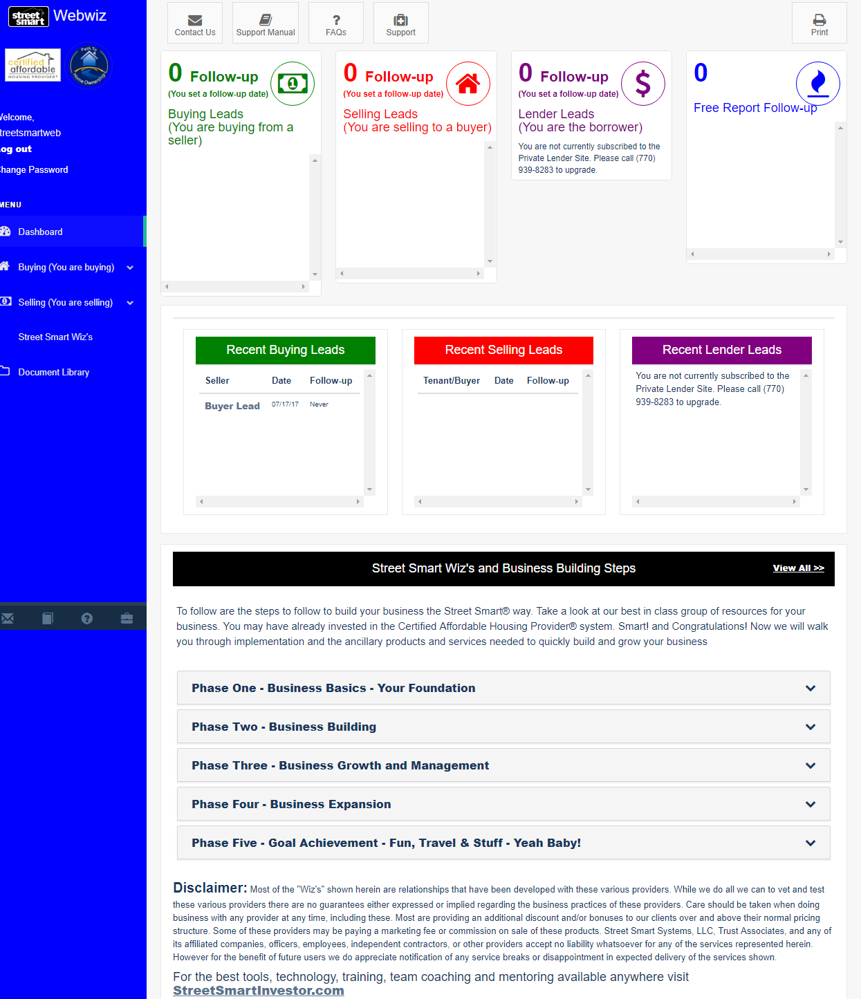 street smart Webwiz
certified
affordable
HOUSING PROVIDER
Path To
Home Ownership
Welcome,
streetsmartweb
Log out
Change Password
MENU
Dashboard
Buying (You are buying)
Selling (You are selling)
Street Smart Wiz's
Document Library
Contact Us
Support Manual
FAQs
Support
Print
0 Follow-up
(You set a follow-up date)
Buying Leads
(You are buying from a
seller)
0 Follow-up
(You set a follow-up date)
Selling Leads
(You are selling to a buyer)
0 Follow-up
(You set a follow-up date)
Lender Leads
(You are the borrower)
You are not currently subscribed to the
Private Lender Site. Please call (770)
939-8283 to upgrade.
0
Free Report Follow-up
Recent Buying Leads
Seller Date Follow-up
Buyer Lead 07/17/17 Never
Recent Selling Leads
Tenant/Buyer Date Follow-up
Recent Lender Leads
You are not currently subscribed to the
Private Lender Site. Please call (770)
939-8283 to upgrade.
Street Smart Wiz's and Business Building Steps
View All >>
To follow are the steps to follow to build your business the Street Smart® way. Take a look at our best in class group of resources for your
business. You may have already invested in the Certified Affordable Housing Provider® system. Smart! and Congratulations! Now we will walk
you through implementation and the ancillary products and services needed to quickly build and grow your business
Phase One - Business Basics - Your Foundation
Phase Two - Business Building
Phase Three - Business Growth and Management
Phase Four - Business Expansion
Phase Five - Goal Achievement - Fun, Travel & Stuff - Yeah Baby!
Disclaimer: Most of the "Wiz's" shown herein are relationships that have been developed with these various providers. While we do all we can to vet and test
these various providers there are no guarantees either expressed or implied regarding the business practices of these providers. Care should be taken when doing
business with any provider at any time, including these. Most are providing an additional discount and/or bonuses to our clients over and above their normal pricing
structure. Some of these providers may be paying a marketing fee or commission on sale of these products. Street Smart Systems, LLC, Trust Associates, and any of
its affiliated companies, officers, employees, independent contractors, or other providers accept no liability whatsoever for any of the services represented herein.
However for the benefit of future users we do appreciate notification of any service breaks or disappointment in expected delivery of the services shown.
For the best tools, technology, training, team coaching and mentoring available anywhere visit
StreetSmartInvestor.com